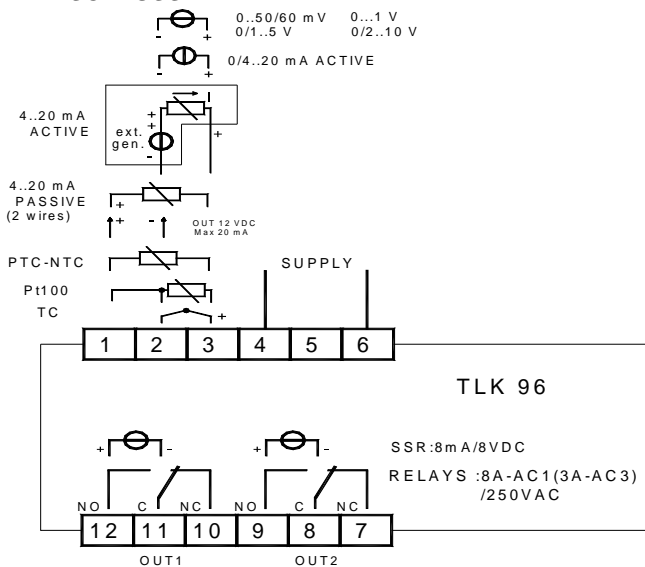 0..50/60 mV 0...1 V
0/1..5 V 0/2..10 V
- +
0/4..20 mA ACTIVE
- +
4..20 mA
ACTIVE
ext.
gen.
+
+
-
I
+
4..20 mA
PASSIVE
(2 wires)
+
+ -
OUT 12 VDC
Max 20 mA
PTC-NTC
SUPPLY
Pt100
TC
+
1 2 3 4 5 6
TLK 96
+ - + -
SSR:8mA/8VDC
RELAYS :8A-AC1(3A-AC3)
/250VAC
NO C NC NO C NC
12 11 10 9 8 7
OUT1 OUT2